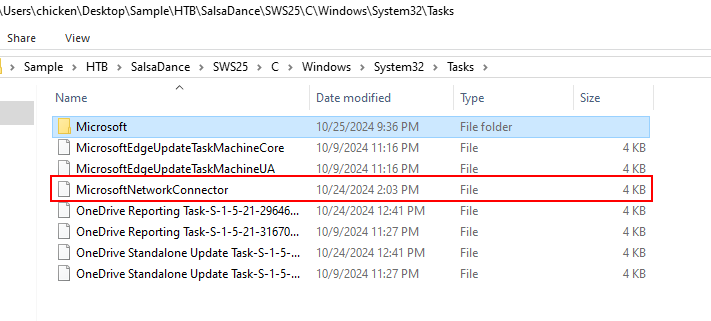 \Users\chicken\Desktop\Sample\HTB\SalsaDance\SWS25\C\Windows\System32\Tasks
Share View
Sample > HTB > SalsaDance > SWS25 > C > Windows > System32 > Tasks >
Name Date modified Type Size
Microsoft 10/25/2024 9:36 PM File folder
MicrosoftEdgeUpdateTaskMachineCore 10/9/2024 11:16 PM File 4 KB
MicrosoftEdgeUpdateTaskMachineUA 10/9/2024 11:16 PM File 4 KB
MicrosoftNetworkConnector 10/24/2024 2:03 PM File 4 KB
OneDrive Reporting Task-S-1-5-21-29646... 10/24/2024 12:41 PM File 4 KB
OneDrive Reporting Task-S-1-5-21-31670... 10/9/2024 11:27 PM File 4 KB
OneDrive Standalone Update Task-S-1-5-... 10/24/2024 12:41 PM File 4 KB
OneDrive Standalone Update Task-S-1-5-... 10/9/2024 11:27 PM File 4 KB